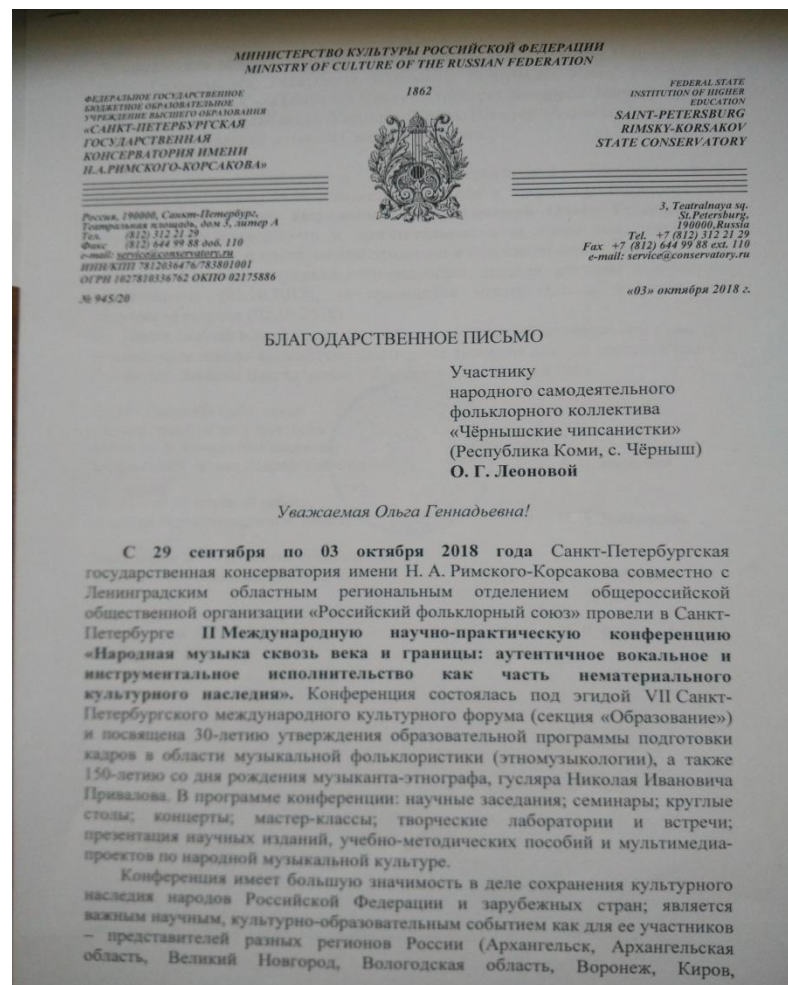 МИНИСТЕРСТВО КУЛЬТУРЫ РОССИЙСКОЙ ФЕДЕРАЦИИ
MINISTRY OF CULTURE OF THE RUSSIAN FEDERATION
ФЕДЕРАЛЬНОЕ ГОСУДАРСТВЕННОЕ
БЮДЖЕТНОЕ ОБРАЗОВАТЕЛЬНОЕ
УЧРЕЖДЕНИЕ ВЫСШЕГО ОБРАЗОВАНИЯ
«САНКТ-ПЕТЕРБУРГСКАЯ
ГОСУДАРСТВЕННАЯ
КОНСЕРВАТОРИЯ ИМЕНИ
Н.А.РИМСКОГО-КОРСАКОВА»
1862
FEDERAL STATE
INSTITUTION OF HIGHER
EDUCATION
SAINT-PETERSBURG
RIMSKY-KORSAKOV
STATE CONSERVATORY
Россия, 190000, Санкт-Петербург,
Театральная площадь, дом 3, литер А
Тел. (812) 312 21 29
Факс (812) 644 99 88 доб. 110
e-mail: service@conservatory.ru
ИНН/КПП 7812036476/783801001
ОГРН 1027810336762 ОКПО 02175886
№ 945/20
3, Teatralnaya sq.
St.Petersburg,
190000,Russia
Tel. +7 (812) 312 21 29
Fax +7 (812) 644 99 88 ext. 110
e-mail: service@conservatory.ru
«03» октября 2018 г.
БЛАГОДАРСТВЕННОЕ ПИСЬМО
Участнику
народного самодеятельного
фольклорного коллектива
«Чёрнышские чипсанистки»
(Республика Коми, с. Чёрныш)
О. Г. Леоновой
Уважаемая Ольга Геннадьевна!
С 29 сентября по 03 октября 2018 года Санкт-Петербургская
государственная консерватория имени Н. А. Римского-Корсакова совместно с
Ленинградским областным региональным отделением общероссийской
общественной организации «Российский фольклорный союз» провели в Санкт-
Петербурге II Международную научно-практическую конференцию
«Народная музыка сквозь века и границы: аутентичное вокальное и
инструментальное исполнительство как часть нематериального
культурного наследия». Конференция состоялась под эгидой VII Санкт-
Петербургского международного культурного форума (секция «Образование»)
и посвящена 30-летию утверждения образовательной программы подготовки
кадров в области музыкальной фольклористики (этномузыкологии), а также
150-летию со дня рождения музыканта-этнографа, гусляра Николая Ивановича
Привалова. В программе конференции: научные заседания; семинары; круглые
столы; концерты; мастер-классы; творческие лаборатории и встречи;
презентация научных изданий, учебно-методических пособий и мультимедиа-
проектов по народной музыкальной культуре.
Конференция имеет большую значимость в деле сохранения культурного
наследия народов Российской Федерации и зарубежных стран; является
важным научным, культурно-образовательным событием как для ее участников
– представителей разных регионов России (Архангельск, Архангельская
область, Великий Новгород, Вологодская область, Воронеж, Киров,